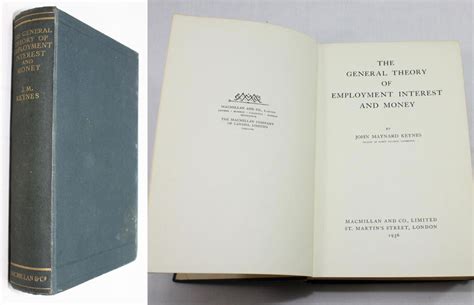 THE GENERAL
THEORY OF
EMPLOYMENT
INTEREST
AND
MONEY
J.M.
KEYNES
MACMILLAN & Co
MACMILLAN AND CO., LIMITED
THE MACMILLAN COMPANY
OF CANADA, LIMITED
TORONTO
THE
GENERAL THEORY OF
EMPLOYMENT INTEREST
AND MONEY
BY
JOHN MAYNARD KEYNES
MACMILLAN AND CO., LIMITED
ST. MARTIN'S STREET, LONDON
1936